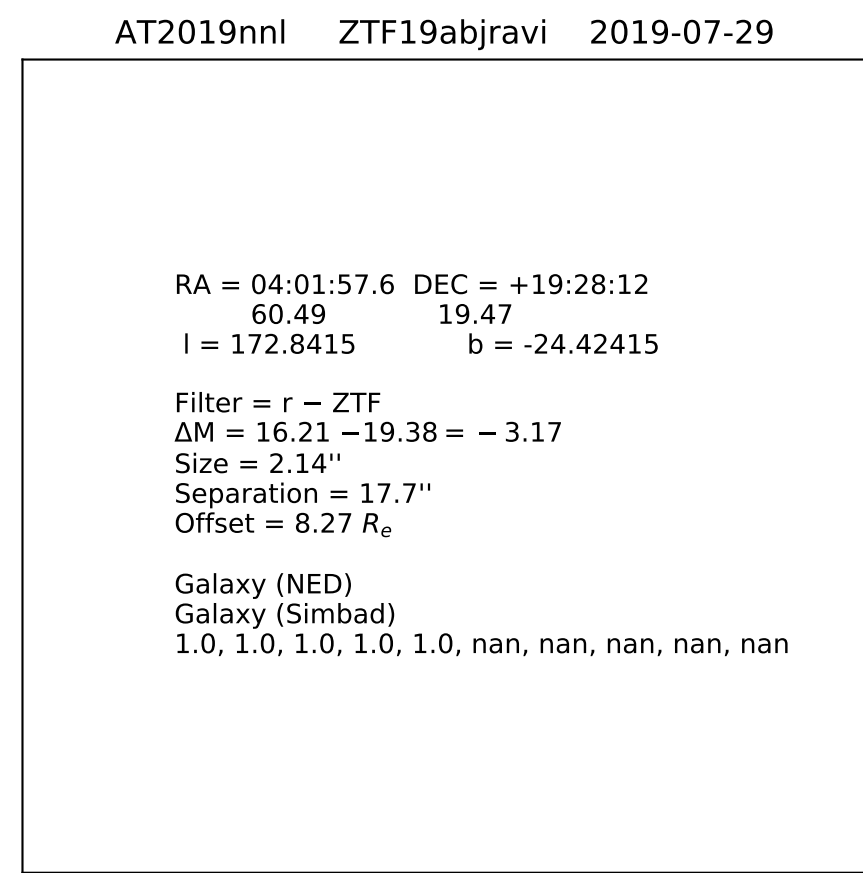 AT2019nnl ZTF19abjravi 2019-07-29
RA = 04:01:57.6 DEC = +19:28:12
60.49 19.47
l = 172.8415 b = -24.42415
Filter = r − ZTF
ΔM = 16.21 −19.38 = − 3.17
Size = 2.14''
Separation = 17.7''
Offset = 8.27 Re
Galaxy (NED)
Galaxy (Simbad)
1.0, 1.0, 1.0, 1.0, 1.0, nan, nan, nan, nan, nan